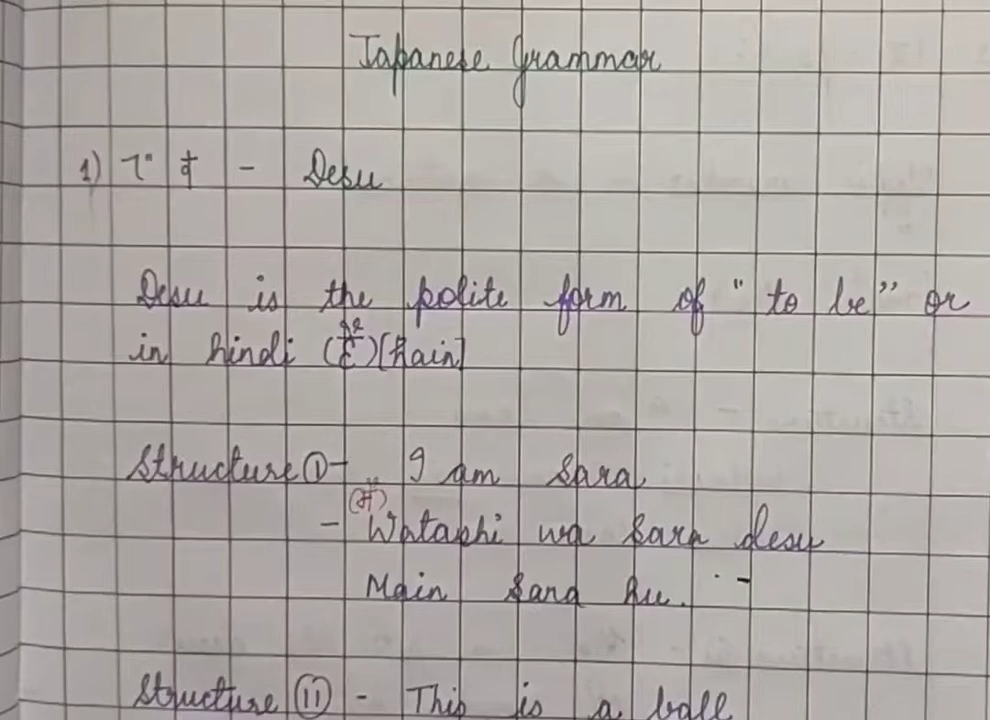 Japanese Grammar
1) です - Desu
Desu is the polite form of "to be" or
in hindi (है) [Hain]
Structure ① - I am Sara
(मैं)
- Watashi wa Sara desu
Main Sara hu.
Structure ⑪ - This is a ball